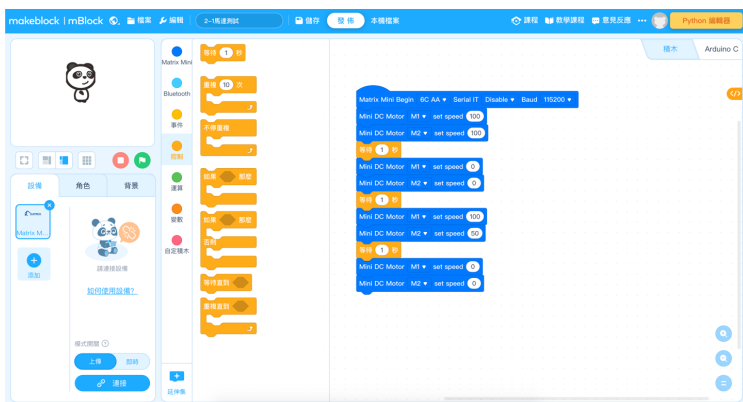 makeblock | mBlock 檔案 編輯 2-1馬達測試 儲存 發佈 本機檔案 課程 教學課程 意見反應 ••• Python 編輯器
積木 Arduino C
</>
Matrix Mini
Bluetooth
事件
控制
運算
變數
自定積木
延伸集
等待 1 秒
重複 10 次
不停重複
如果 那麼
如果 那麼
否則
等待直到
重複直到
Matrix Mini Begin 6C AA ▾ Serial IT Disable ▾ Baud 115200 ▾
Mini DC Motor M1 ▾ set speed 100
Mini DC Motor M2 ▾ set speed 100
等待 1 秒
Mini DC Motor M1 ▾ set speed 0
Mini DC Motor M2 ▾ set speed 0
等待 1 秒
Mini DC Motor M1 ▾ set speed 100
Mini DC Motor M2 ▾ set speed 50
等待 1 秒
Mini DC Motor M1 ▾ set speed 0
Mini DC Motor M2 ▾ set speed 0
設備 角色 背景
Matrix M...
添加
請連接設備
如何使用設備?
模式開關
上傳 即時
連接